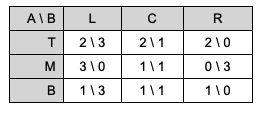 A \ B L C R
T 2 \ 3 2 \ 1 2 \ 0
M 3 \ 0 1 \ 1 0 \ 3
B 1 \ 3 1 \ 1 1 \ 0